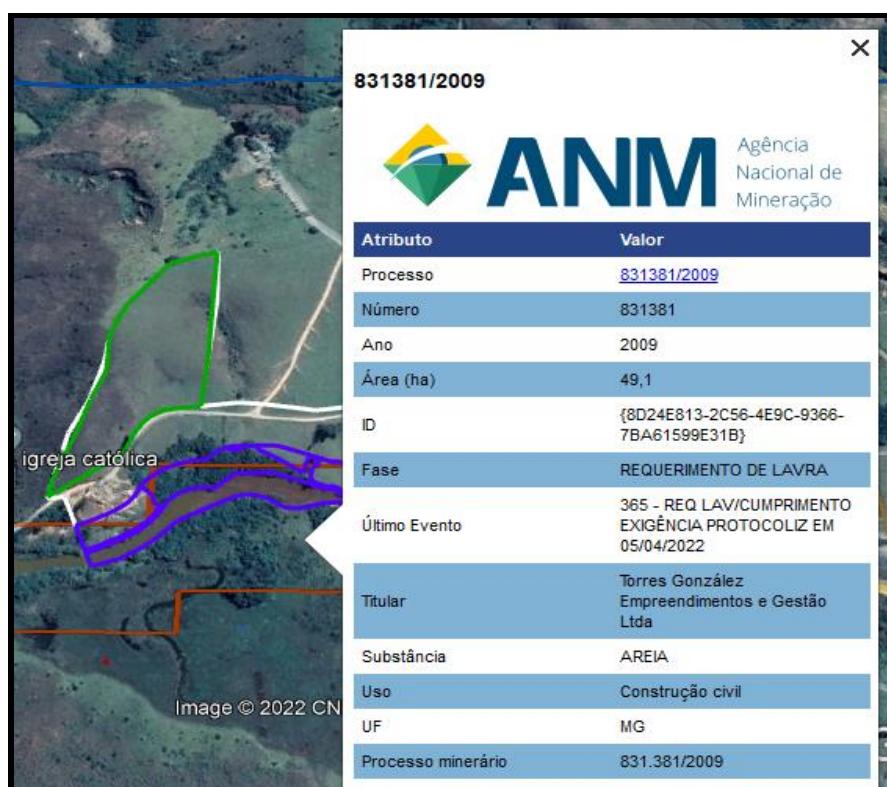 831381/2009
ANM
Agência
Nacional de
Mineração
Atributo Valor
Processo 831381/2009
Número 831381
Ano 2009
Área (ha) 49,1
ID {8D24E813-2C56-4E9C-9366-
7BA61599E31B}
Fase REQUERIMENTO DE LAVRA
Último Evento 365 - REQ LAV/CUMPRIMENTO
EXIGÊNCIA PROTOCOLIZ EM
05/04/2022
Titular Torres González
Empreendimentos e Gestão
Ltda
Substância AREIA
Uso Construção civil
UF MG
Processo minerário 831.381/2009
igreja católica
Image © 2022 CN